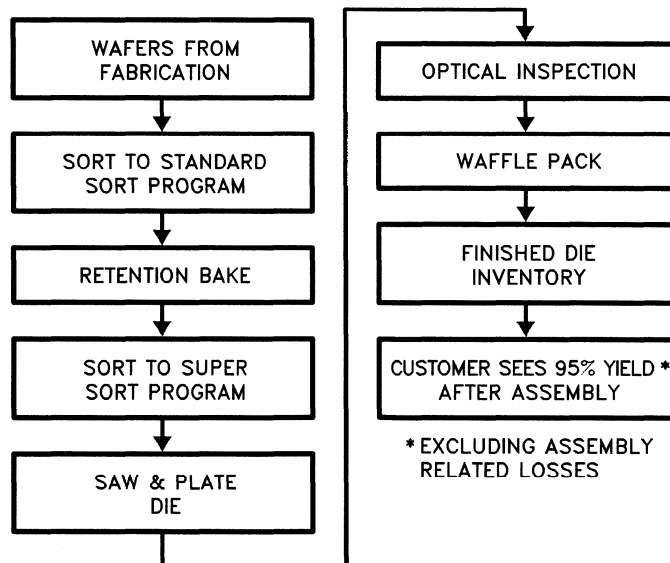 WAFERS FROM
FABRICATION
SORT TO STANDARD
SORT PROGRAM
RETENTION BAKE
SORT TO SUPER
SORT PROGRAM
SAW & PLATE
DIE
OPTICAL INSPECTION
WAFFLE PACK
FINISHED DIE
INVENTORY
CUSTOMER SEES 95% YIELD *
AFTER ASSEMBLY
* EXCLUDING ASSEMBLY
RELATED LOSSES